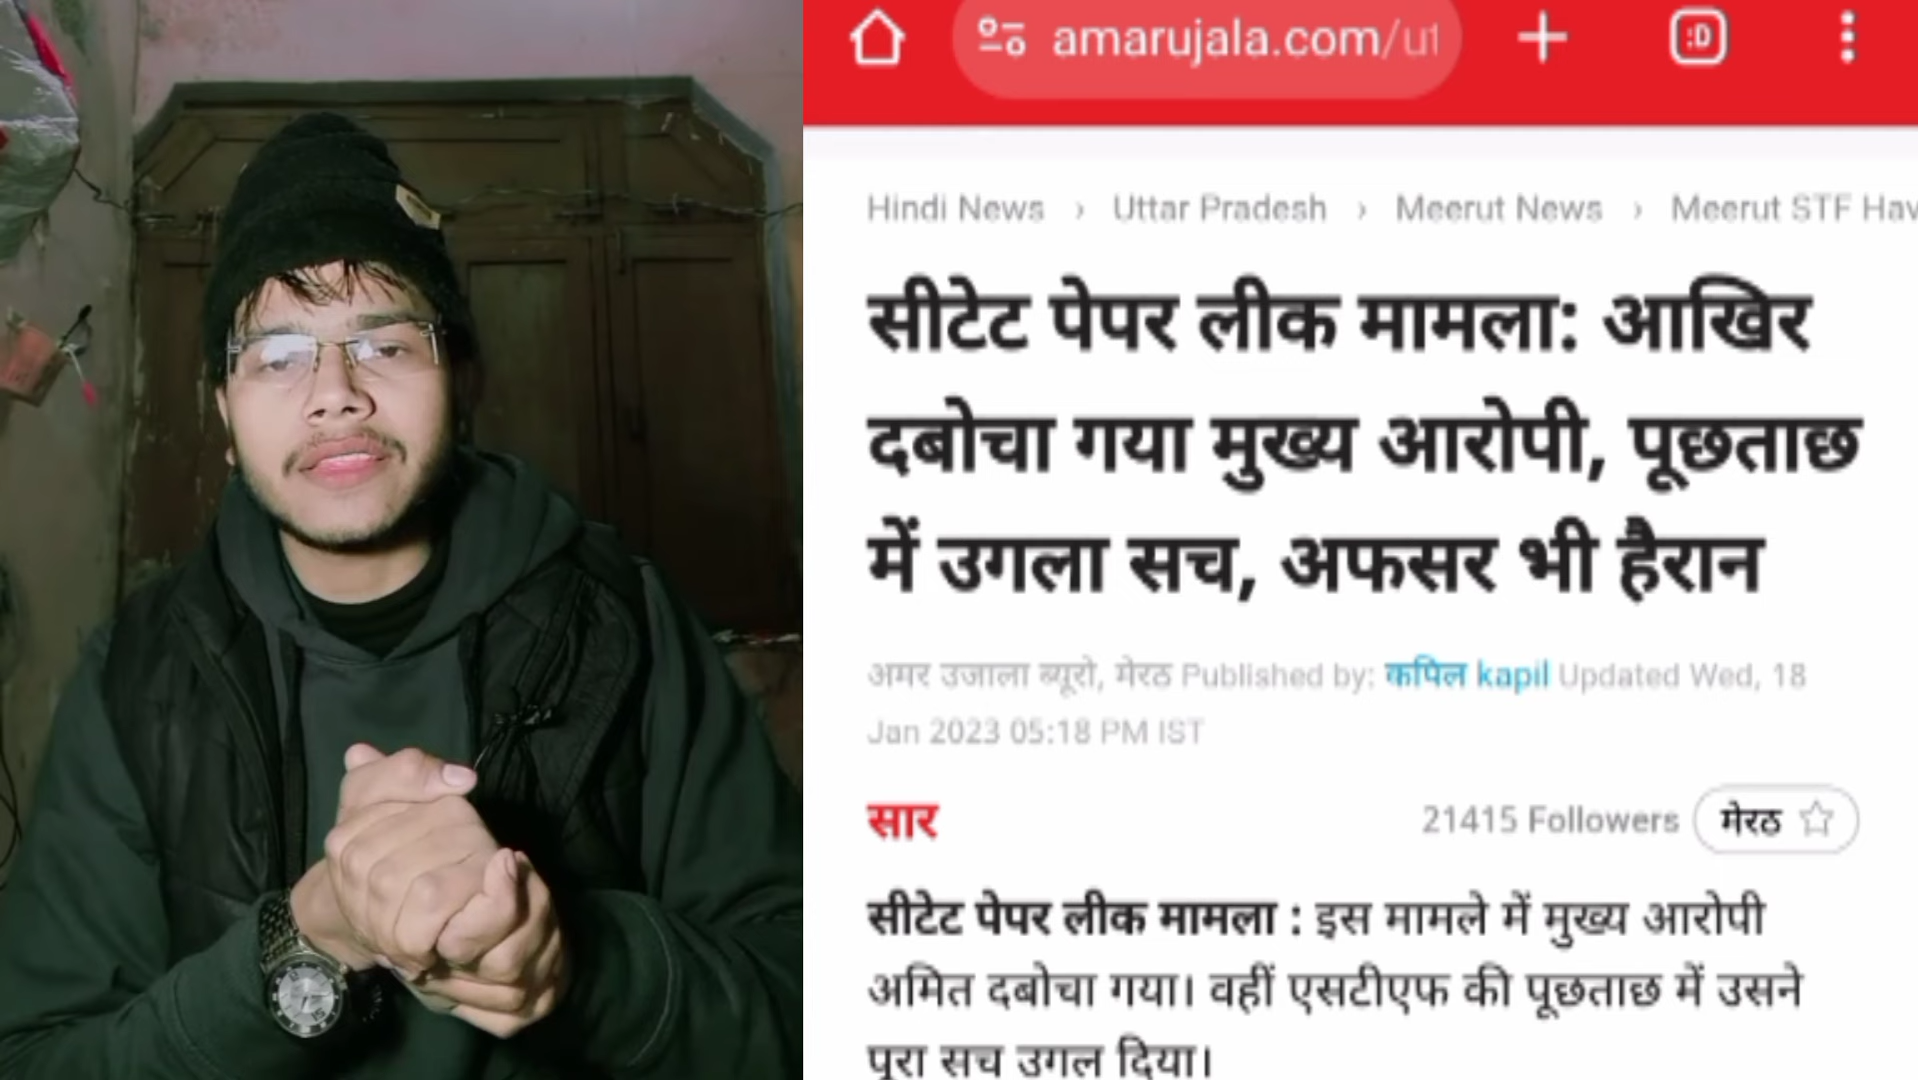 amarujala.com/ut
:D
Hindi News › Uttar Pradesh › Meerut News › Meerut STF Hav
सीटेट पेपर लीक मामला: आखिर
दबोचा गया मुख्य आरोपी, पूछताछ
में उगला सच, अफसर भी हैरान
अमर उजाला ब्यूरो, मेरठ Published by: कपिल kapil Updated Wed, 18
Jan 2023 05:18 PM IST
सार
21415 Followers मेरठ
सीटेट पेपर लीक मामला : इस मामले में मुख्य आरोपी
अमित दबोचा गया। वहीं एसटीएफ की पूछताछ में उसने
पूरा सच उगल दिया।